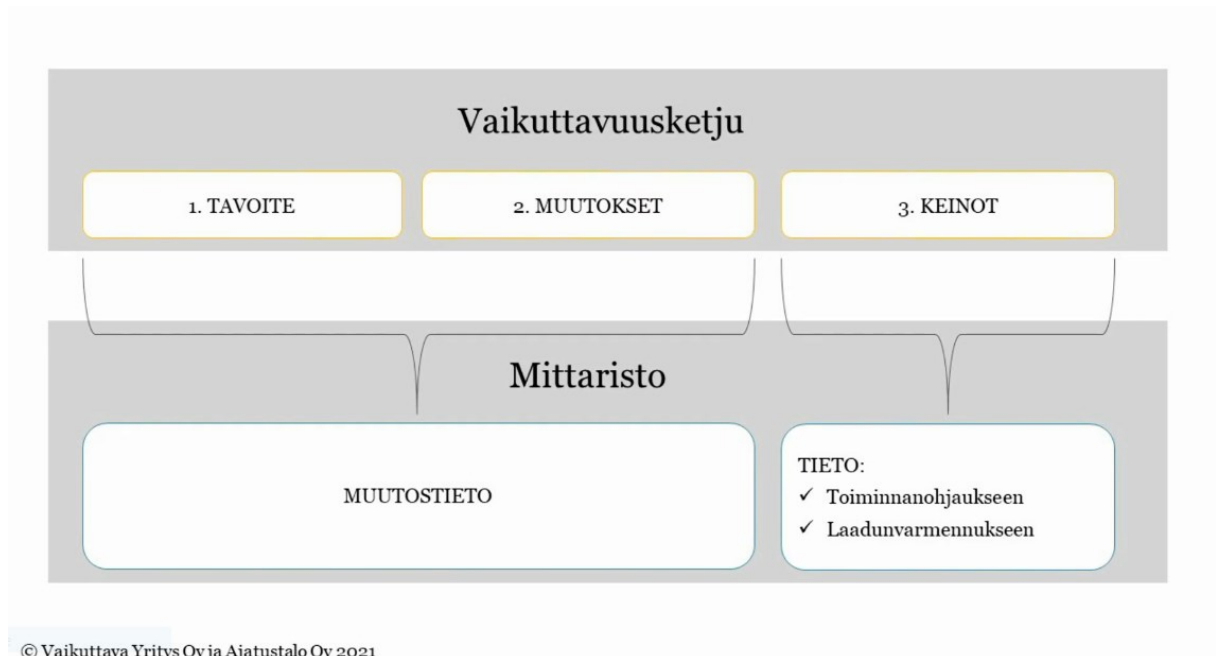 Vaikuttavuusketju
1. TAVOITE
2. MUUTOKSET
3. KEINOT
Mittaristo
MUUTOSTIETO
TIETO:
✓ Toiminnanohjaukseen
✓ Laadunvarmennukseen
© Vaikuttava Yritys Oy ja Ajatustalo Oy 2021